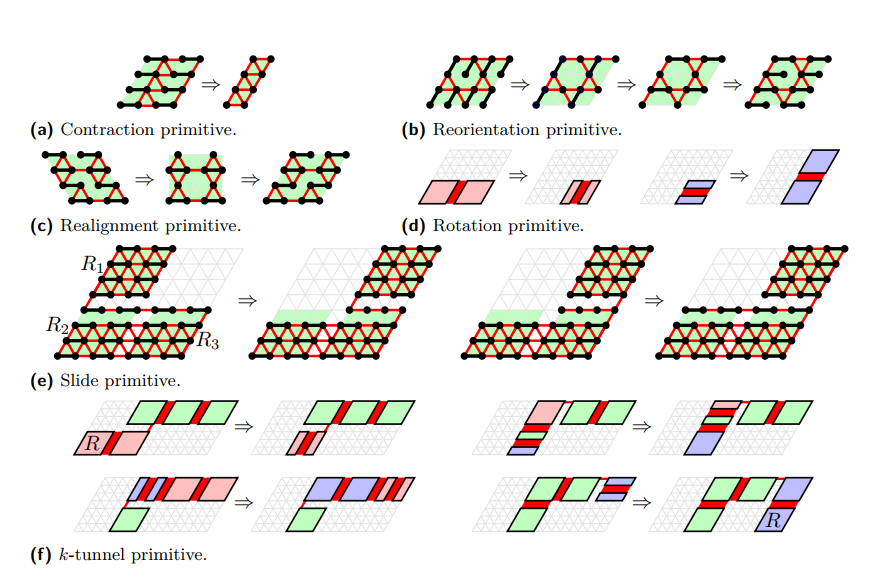 (a) Contraction primitive.
(b) Reorientation primitive.
(c) Realignment primitive.
(d) Rotation primitive.
R1
R2
R3
(e) Slide primitive.
R
R
(f) k-tunnel primitive.